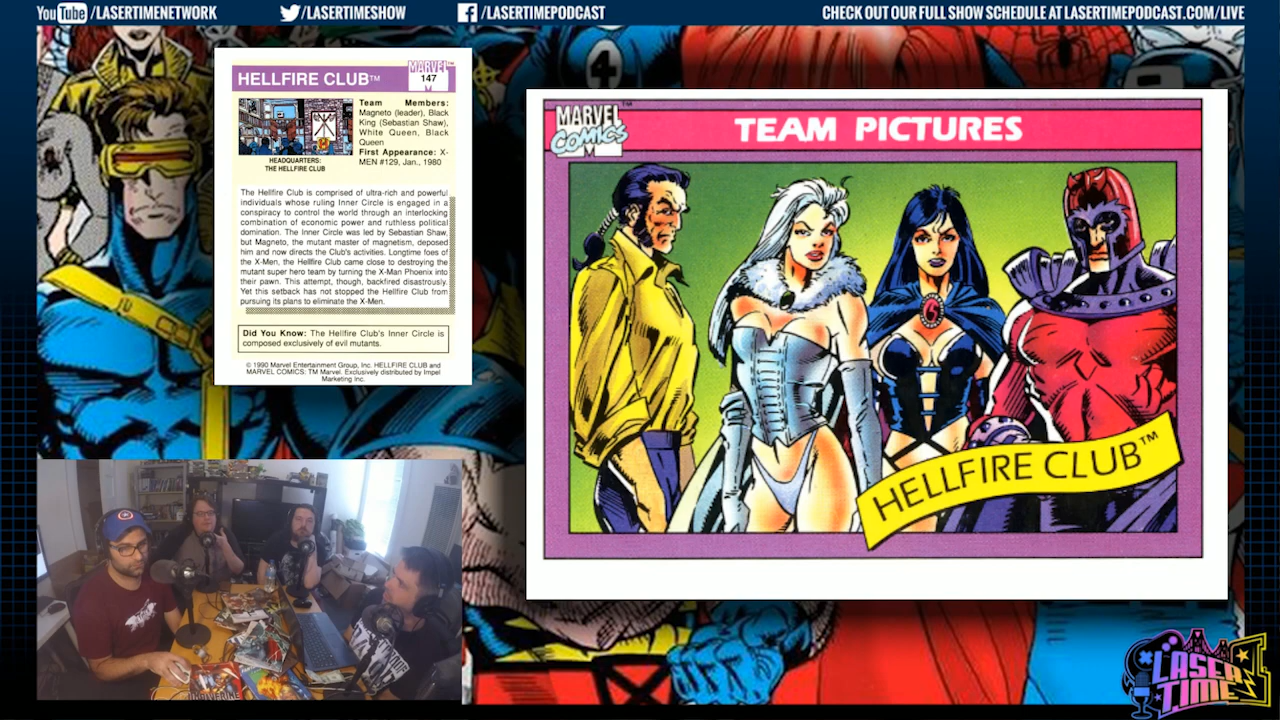 YouTube /LASERTIMENETWORK
/LASERTIMESHOW
/LASERTIMEPODCAST
CHECK OUT OUR FULL SHOW SCHEDULE AT LASERTIMEPODCAST.COM/LIVE
4
HELLFIRE CLUB™
MARVEL™
147
M
HEADQUARTERS:
THE HELLFIRE CLUB
Team Members:
Magneto (leader), Black
King (Sebastian Shaw),
White Queen, Black
Queen
First Appearance: X-
MEN #129, Jan., 1980
The Hellfire Club is comprised of ultra-rich and powerful
individuals whose ruling Inner Circle is engaged in a
conspiracy to control the world through an interlocking
combination of economic power and ruthless political
domination. The Inner Circle was led by Sebastian Shaw,
but Magneto, the mutant master of magnetism, deposed
him and now directs the Club's activities. Longtime foes of
the X-Men, the Hellfire Club came close to destroying the
mutant super hero team by turning the X-Man Phoenix into
their pawn. This attempt, though, backfired disastrously.
Yet this setback has not stopped the Hellfire Club from
pursuing its plans to eliminate the X-Men.
Did You Know: The Hellfire Club's Inner Circle is
composed exclusively of evil mutants.
© 1990 Marvel Entertainment Group, Inc. HELLFIRE CLUB and
MARVEL COMICS: TM Marvel. Exclusively distributed by Impel
Marketing Inc.
MARVEL™
COMICS
M
TEAM PICTURES
HELLFIRE CLUB™
WOLVERINE
LASER
TIME